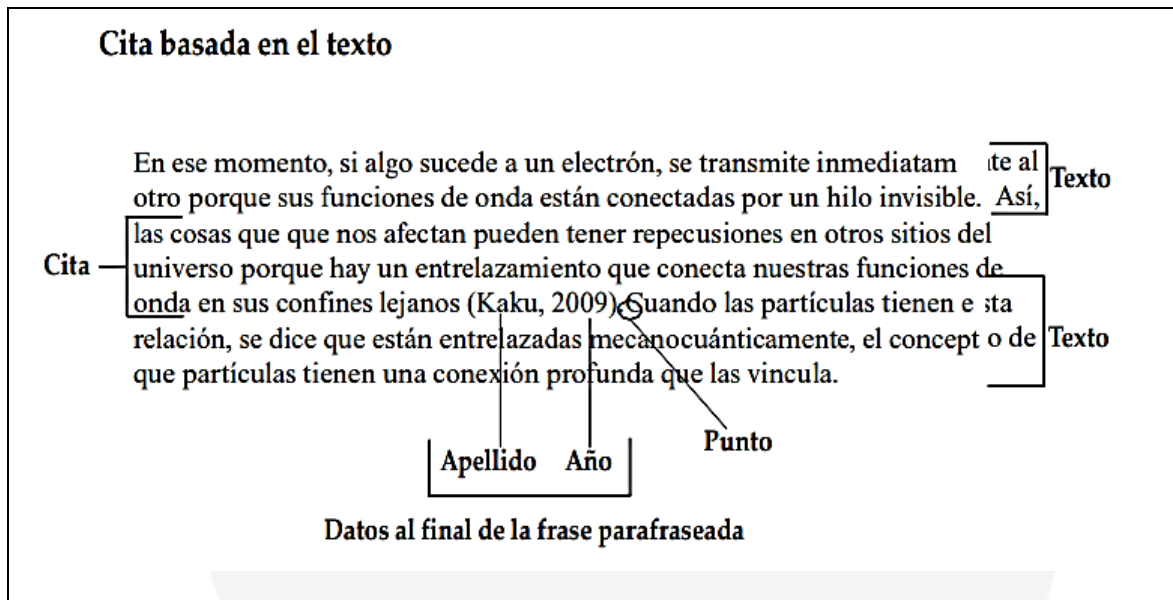 Cita basada en el texto
En ese momento, si algo sucede a un electrón, se transmite inmediatam te al
Texto
otro porque sus funciones de onda están conectadas por un hilo invisible. Así,
las cosas que que nos afectan pueden tener repecusiones en otros sitios del
Cita
universo porque hay un entrelazamiento que conecta nuestras funciones de
onda en sus confines lejanos (Kaku, 2009). Cuando las partículas tienen e sta
relación, se dice que están entrelazadas mecanocuánticamente, el concept o de
Texto
que partículas tienen una conexión profunda que las vincula.
Punto
Apellido Año
Datos al final de la frase parafraseada